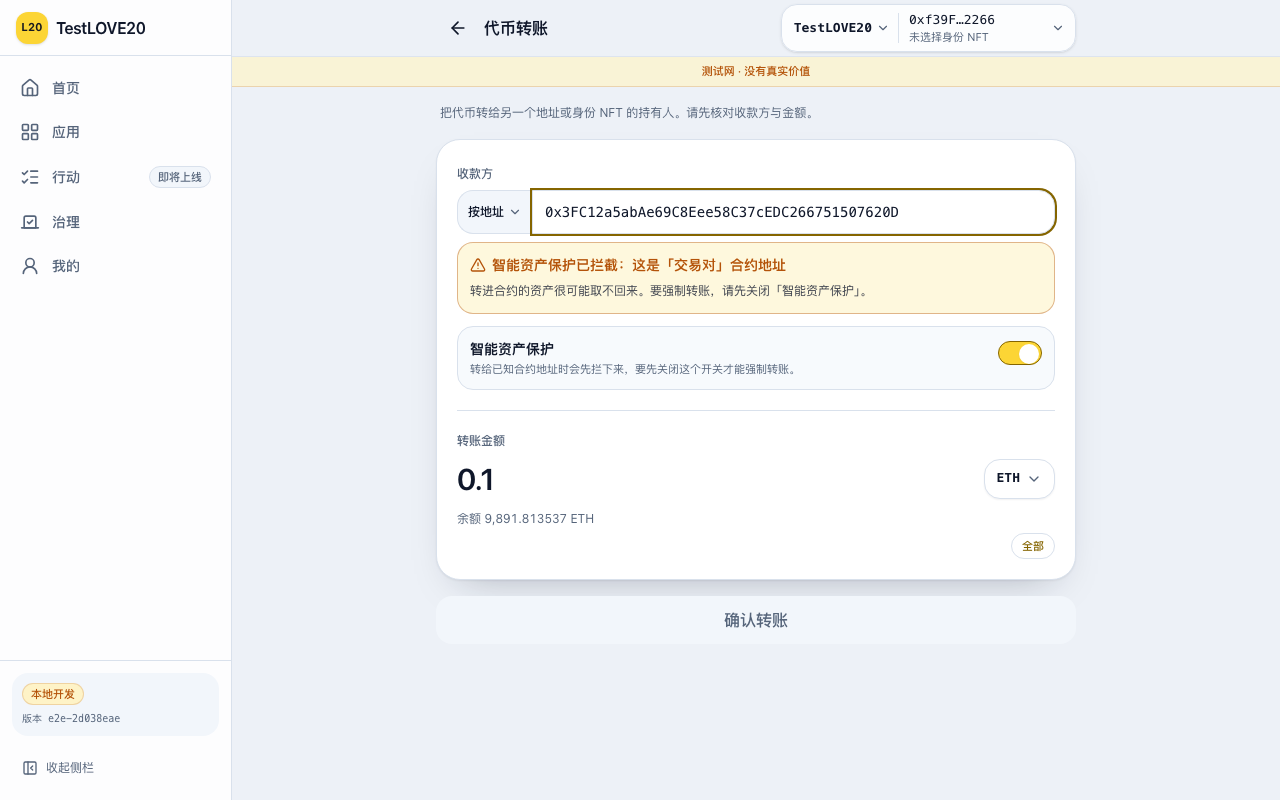 L20 TestLOVE20
首页
应用
行动 即将上线
治理
我的
本地开发
版本 e2e-2d038eae
收起侧栏
代币转账
TestLOVE20
0xf39F…2266
未选择身份 NFT
测试网 · 没有真实价值
把代币转给另一个地址或身份 NFT 的持有人。请先核对收款方与金额。
收款方
按地址 0x3FC12a5abAe69C8Eee58C37cEDC266751507620D
智能资产保护已拦截：这是「交易对」合约地址
转进合约的资产很可能取不回来。要强制转账，请先关闭「智能资产保护」。
智能资产保护
转给已知合约地址时会先拦下来，要先关闭这个开关才能强制转账。
转账金额
0.1 ETH
余额 9,891.813537 ETH
全部
确认转账